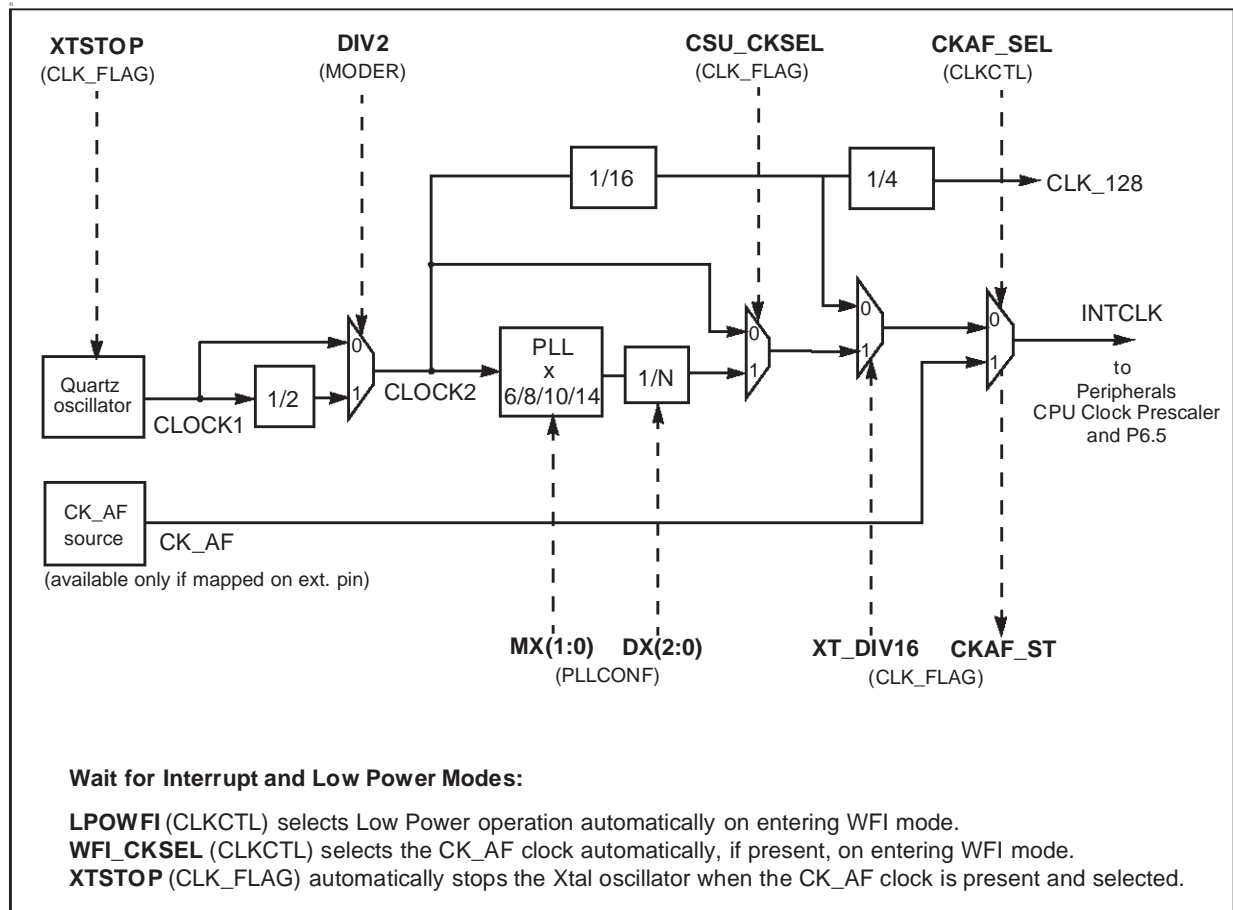 XTSTOP
(CLK_FLAG)
DIV2
(MODER)
CSU_CKSEL
(CLK_FLAG)
CKAF_SEL
(CLKCTL)
1/16
1/4
CLK_128
Quartz
oscillator
CLOCK1
1/2
0
1
CLOCK2
PLL
x
6/8/10/14
1/N
0
1
0
1
0
1
INTCLK
to
Peripherals
CPU Clock Prescaler
and P6.5
CK_AF
source
CK_AF
(available only if mapped on ext. pin)
MX(1:0)
DX(2:0)
(PLLCONF)
XT_DIV16
CKAF_ST
(CLK_FLAG)
Wait for Interrupt and Low Power Modes:
LPOWFI (CLKCTL) selects Low Power operation automatically on entering WFI mode.
WFI_CKSEL (CLKCTL) selects the CK_AF clock automatically, if present, on entering WFI mode.
XTSTOP (CLK_FLAG) automatically stops the Xtal oscillator when the CK_AF clock is present and selected.